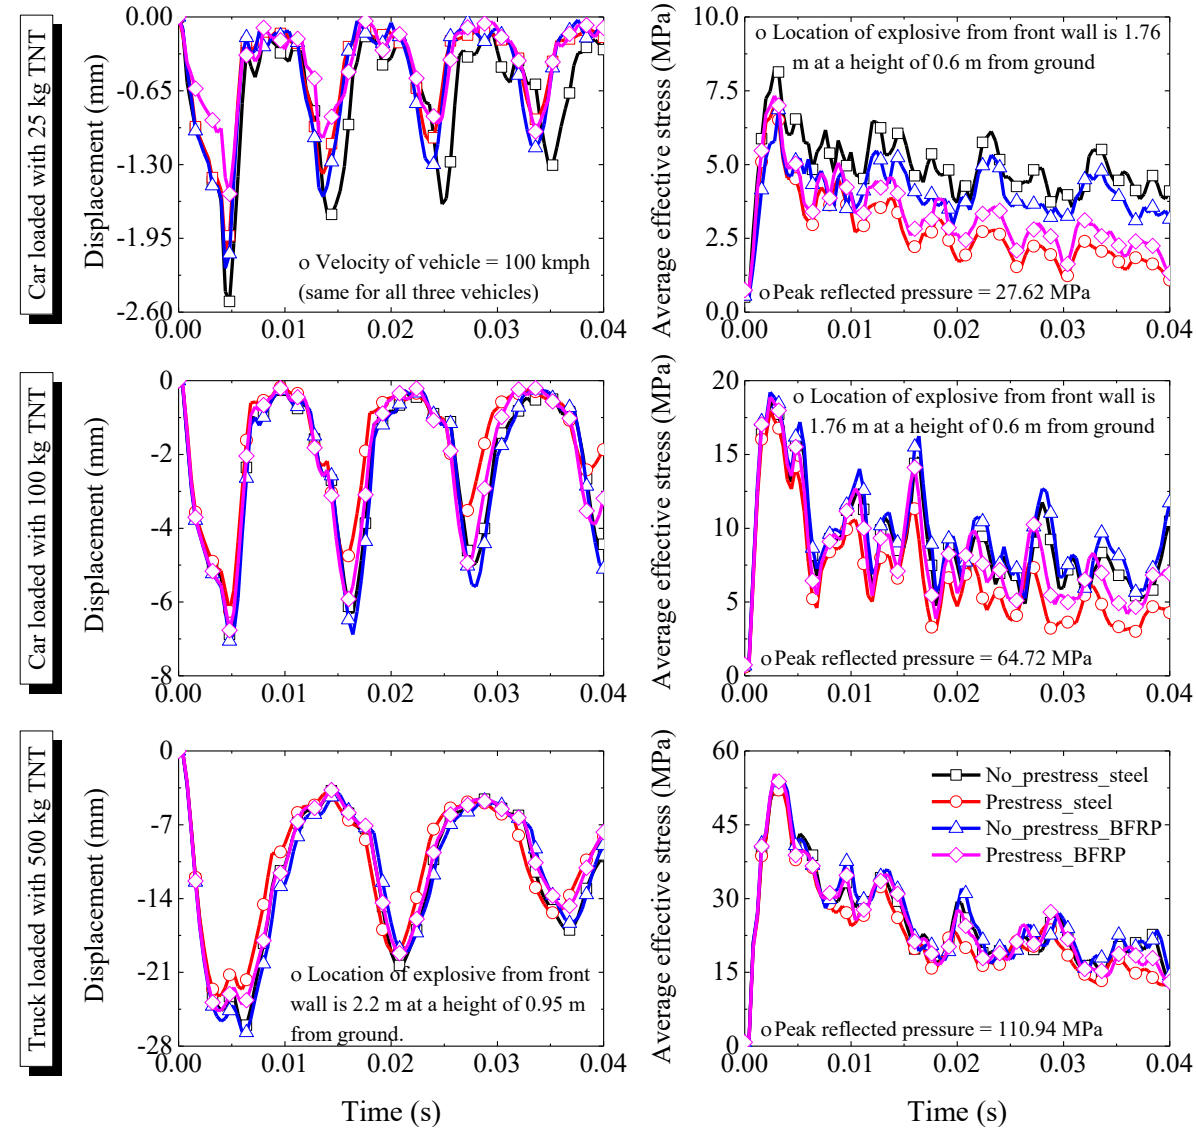 Car loaded with 25 kg TNT
Displacement (mm)
0.00
-0.65
-1.30
-1.95
-2.60
o Velocity of vehicle = 100 kmph
(same for all three vehicles)
0.00 0.01 0.02 0.03 0.04
Average effective stress (MPa)
10.0
7.5
5.0
2.5
0.0
o Location of explosive from front wall is 1.76
m at a height of 0.6 m from ground
o Peak reflected pressure = 27.62 MPa
0.00 0.01 0.02 0.03 0.04
Car loaded with 100 kg TNT
Displacement (mm)
0
-2
-4
-6
-8
0.00 0.01 0.02 0.03 0.04
Average effective stress (MPa)
20
15
10
5
0
o Location of explosive from front wall is
1.76 m at a height of 0.6 m from ground
o Peak reflected pressure = 64.72 MPa
0.00 0.01 0.02 0.03 0.04
Truck loaded with 500 kg TNT
Displacement (mm)
0
-7
-14
-21
-28
o Location of explosive from front
wall is 2.2 m at a height of 0.95 m
from ground.
0.00 0.01 0.02 0.03 0.04
Time (s)
Average effective stress (MPa)
60
45
30
15
0
No_prestress_steel
Prestress_steel
No_prestress_BFRP
Prestress_BFRP
o Peak reflected pressure = 110.94 MPa
0.00 0.01 0.02 0.03 0.04
Time (s)